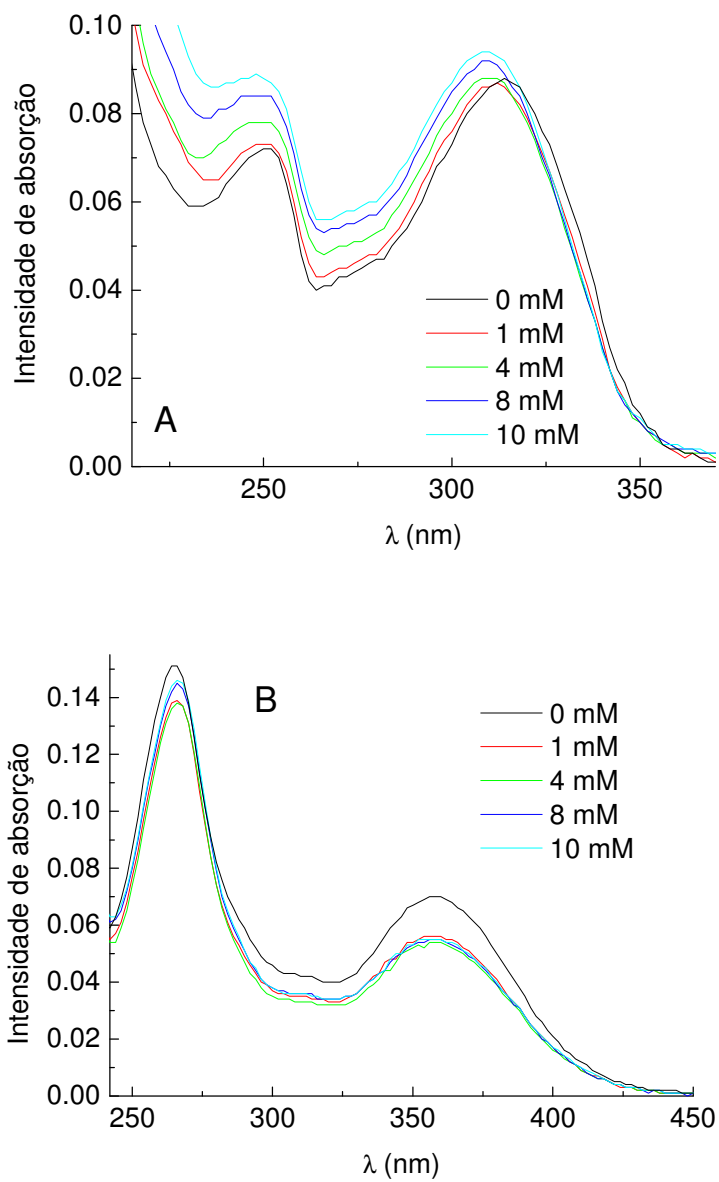 0.10
0.08
0.06
0.04
0.02
0.00
Intensidade de absorção
A
0 mM
1 mM
4 mM
8 mM
10 mM
250
300
350
λ (nm)
0.14
0.12
0.10
0.08
0.06
0.04
0.02
0.00
Intensidade de absorção
B
0 mM
1 mM
4 mM
8 mM
10 mM
250
300
350
400
450
λ (nm)